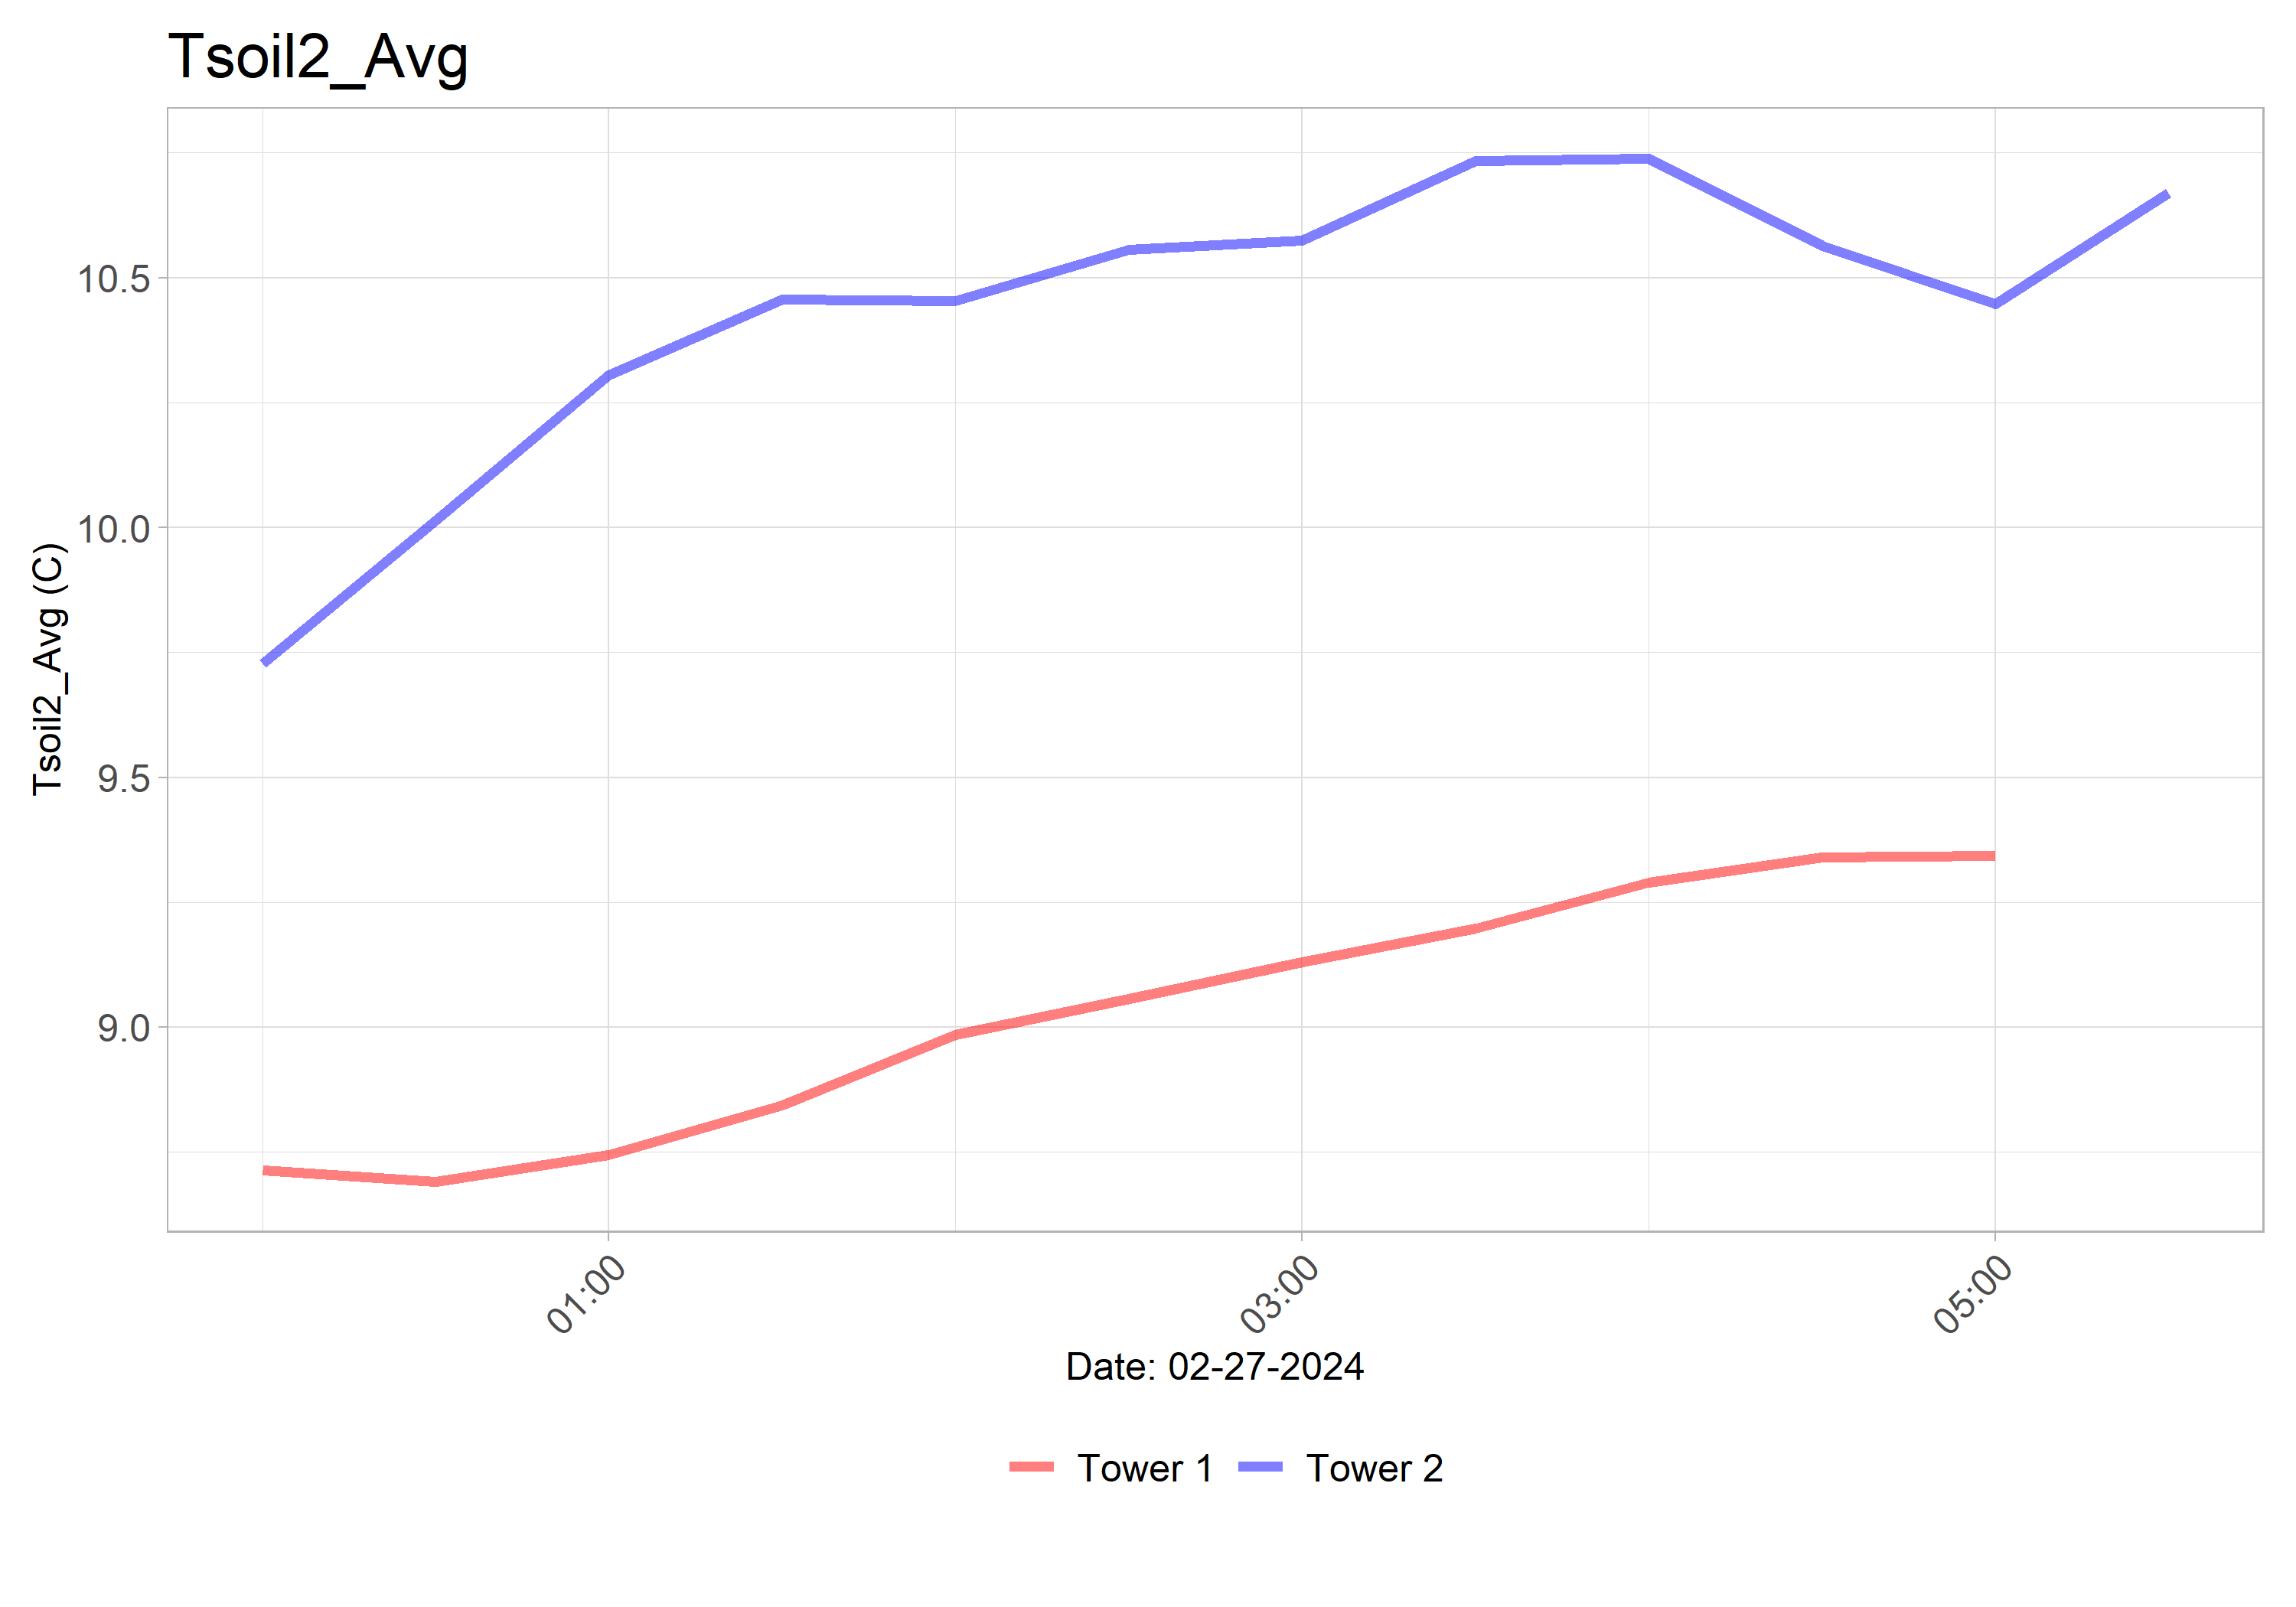 Tsoil2_Avg
Tsoil2_Avg (C)
10.5
10.0
9.5
9.0
01:00
03:00
05:00
Date: 02-27-2024
Tower 1
Tower 2